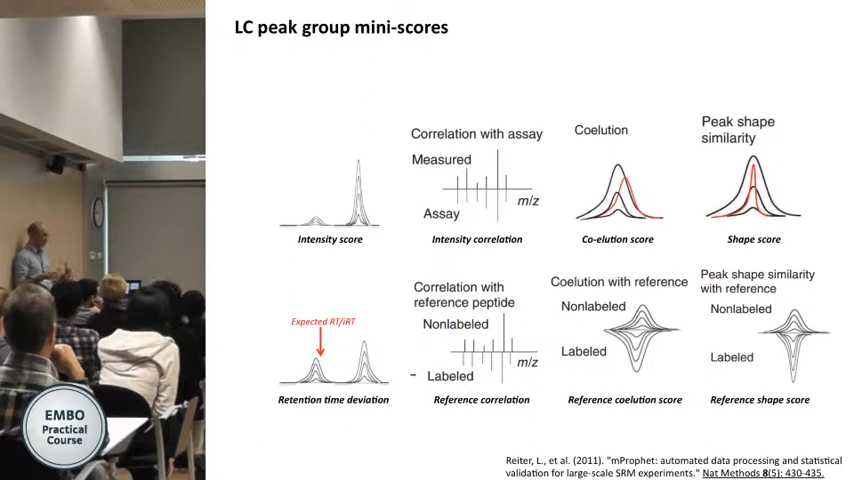 LC peak group mini-scores
Correlation with assay
Measured
m/z
Assay
Coelution
Peak shape
similarity
Intensity score
Intensity correlation
Co-elution score
Shape score
Expected RT/iRT
Correlation with
reference peptide
Nonlabeled
m/z
Labeled
Coelution with reference
Nonlabeled
Labeled
Peak shape similarity
with reference
Nonlabeled
Labeled
Retention time deviation
Reference correlation
Reference coelution score
Reference shape score
EMBO
Practical
Course
Reiter, L., et al. (2011). "mProphet: automated data processing and statistical
validation for large-scale SRM experiments." Nat Methods 8(5): 430-435.